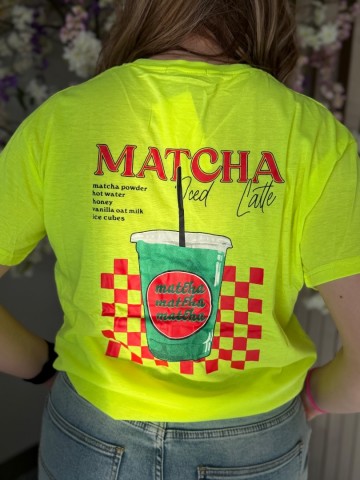 MATCHA
Iced Latte
matcha powder
hot water
honey
vanilla oat milk
ice cubes
matcha
matcha
matcha